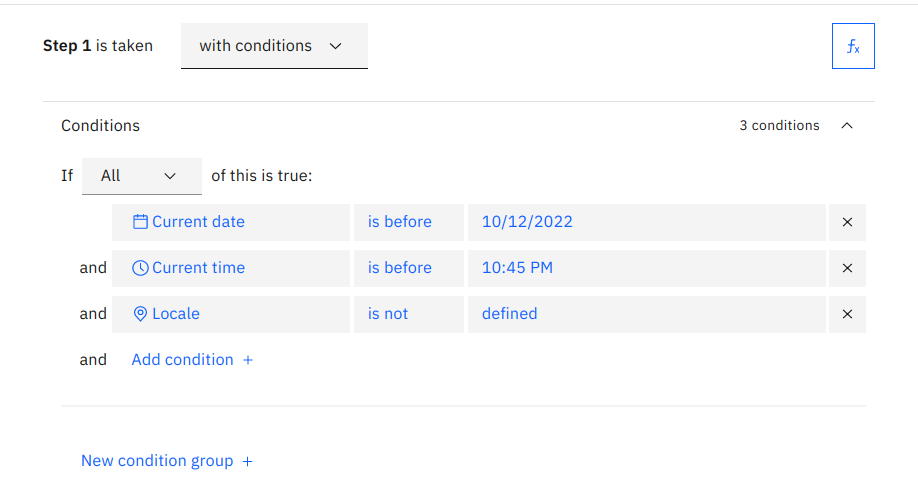 Step 1 is taken with conditions fx
Conditions 3 conditions
If All of this is true:
Current date is before 10/12/2022
and Current time is before 10:45 PM
and Locale is not defined
and Add condition +
New condition group +